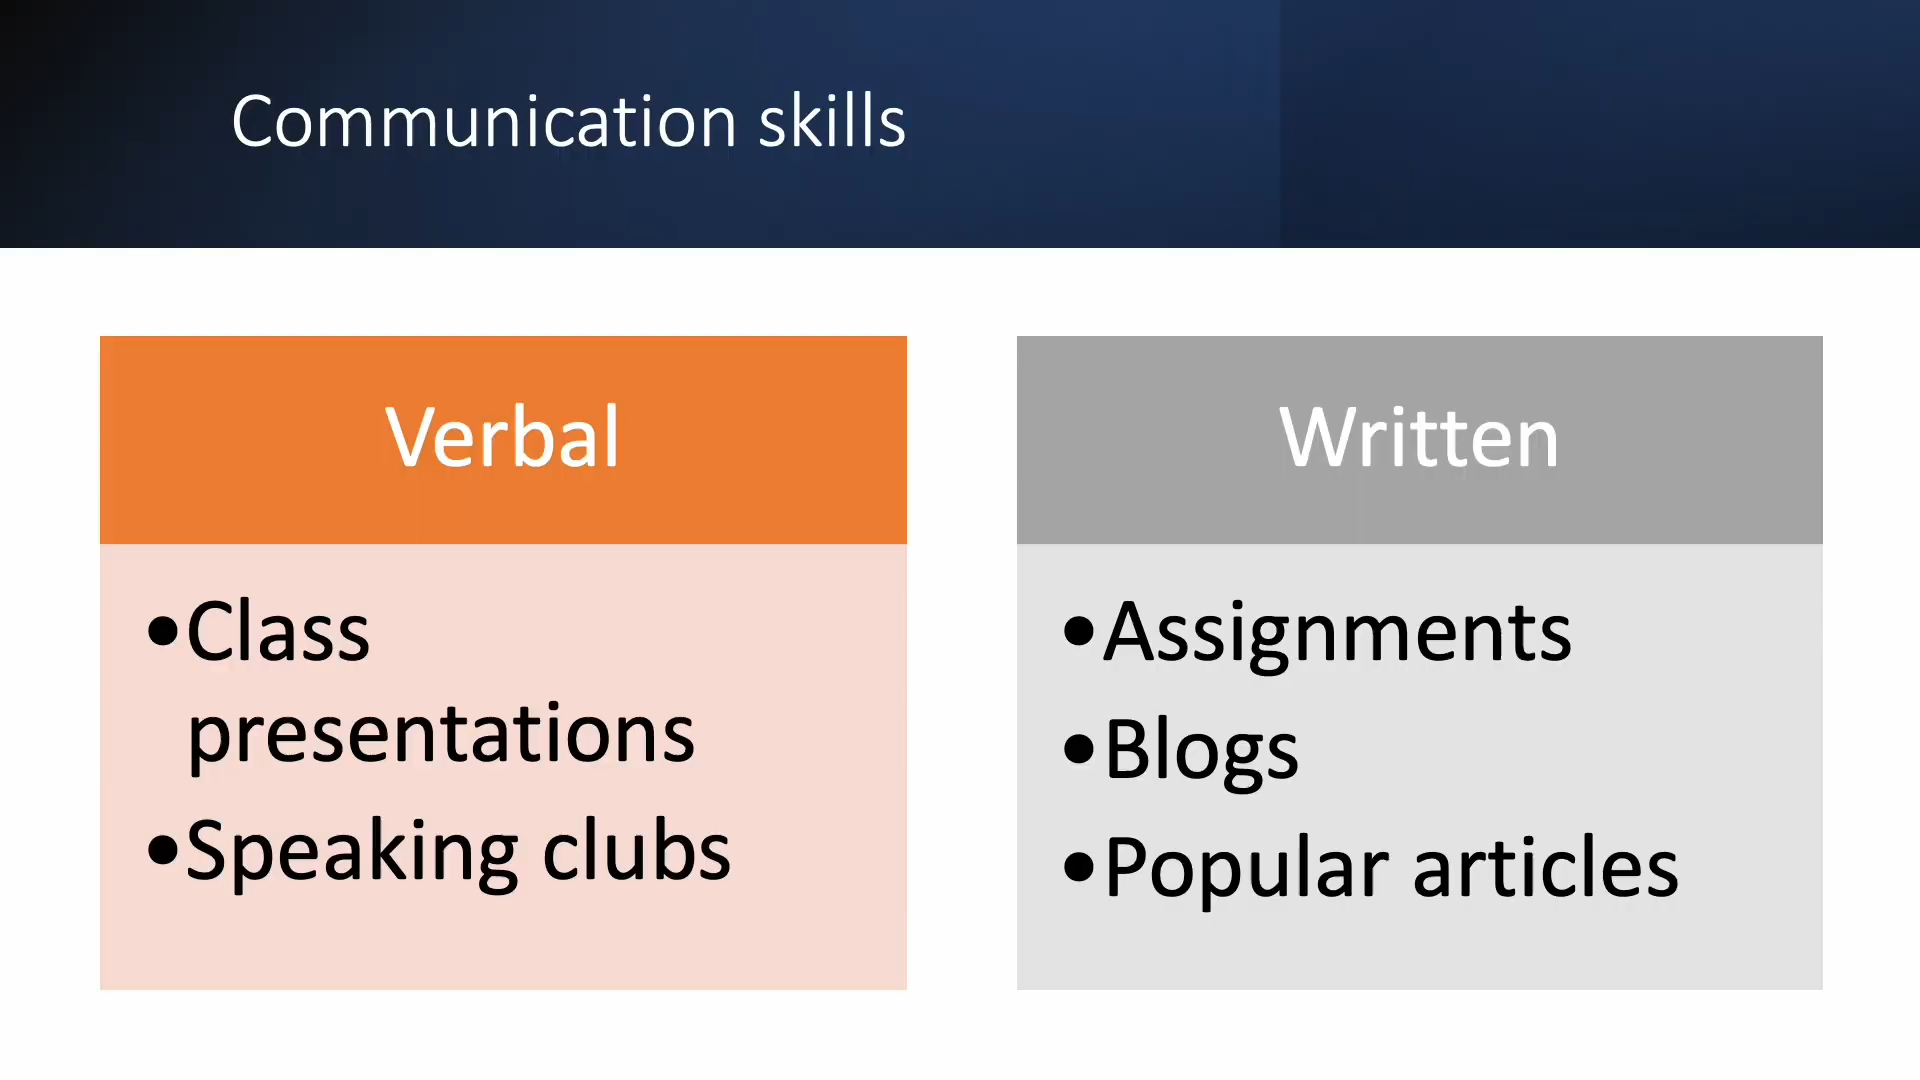 Communication skills
Verbal
•Class
presentations
•Speaking clubs
Written
•Assignments
•Blogs
•Popular articles